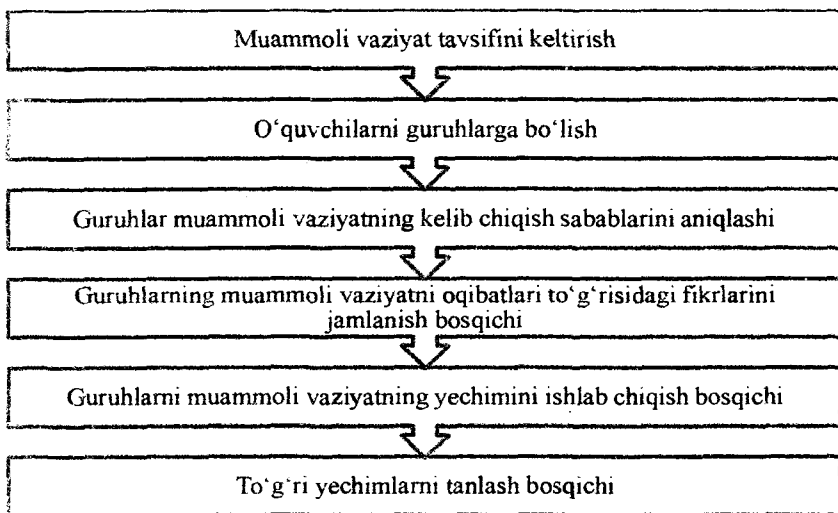 Muammoli vaziyat tavsifini keltirish
O‘quvchilarni guruhlarga bo‘lish
Guruhlar muammoli vaziyatning kelib chiqish sabablarini aniqlashi
Guruhlarning muammoli vaziyatni oqibatlari to‘g‘risidagi fikrlarini
jamlanish bosqichi
Guruhlarni muammoli vaziyatning yechimini ishlab chiqish bosqichi
To‘g‘ri yechimlarni tanlash bosqichi